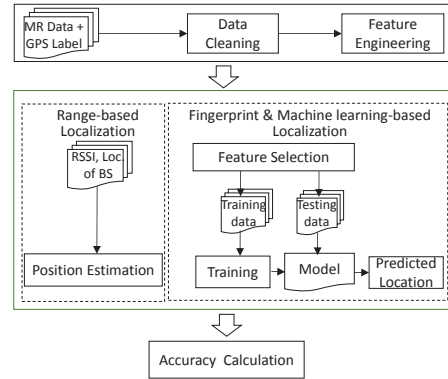 MR Data +
GPS Label
Data
Cleaning
Feature
Engineering
Range-based
Localization
RSSI, Loc.
of BS
Position Estimation
Fingerprint & Machine learning-based
Localization
Feature Selection
Training
data
Testing
data
Training
Model
Predicted
Location
Accuracy Calculation